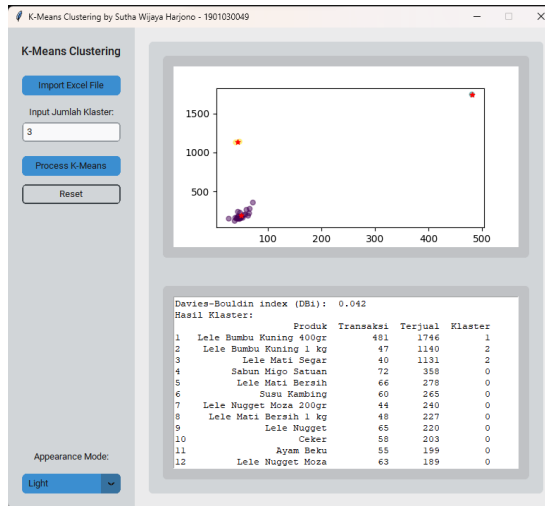 K-Means Clustering by Sutha Wijaya Harjono - 1901030049
K-Means Clustering
Import Excel File
Input Jumlah Klaster:
3
Process K-Means
Reset
Appearance Mode:
Light
1500
1000
500
100 200 300 400 500
Davies-Bouldin index (DBi): 0.042
Hasil Klaster:
Produk Transaksi Terjual Klaster
1 Lele Bumbu Kuning 400gr 481 1746 1
2 Lele Bumbu Kuning 1 kg 47 1140 2
3 Lele Mati Segar 40 1131 2
4 Sabun Migo Satuan 72 358 0
5 Lele Mati Bersih 66 278 0
6 Susu Kambing 60 265 0
7 Lele Nugget Moza 200gr 44 240 0
8 Lele Mati Bersih 1 kg 48 227 0
9 Lele Nugget 65 220 0
10 Ceker 58 203 0
11 Ayam Beku 55 199 0
12 Lele Nugget Moza 63 189 0